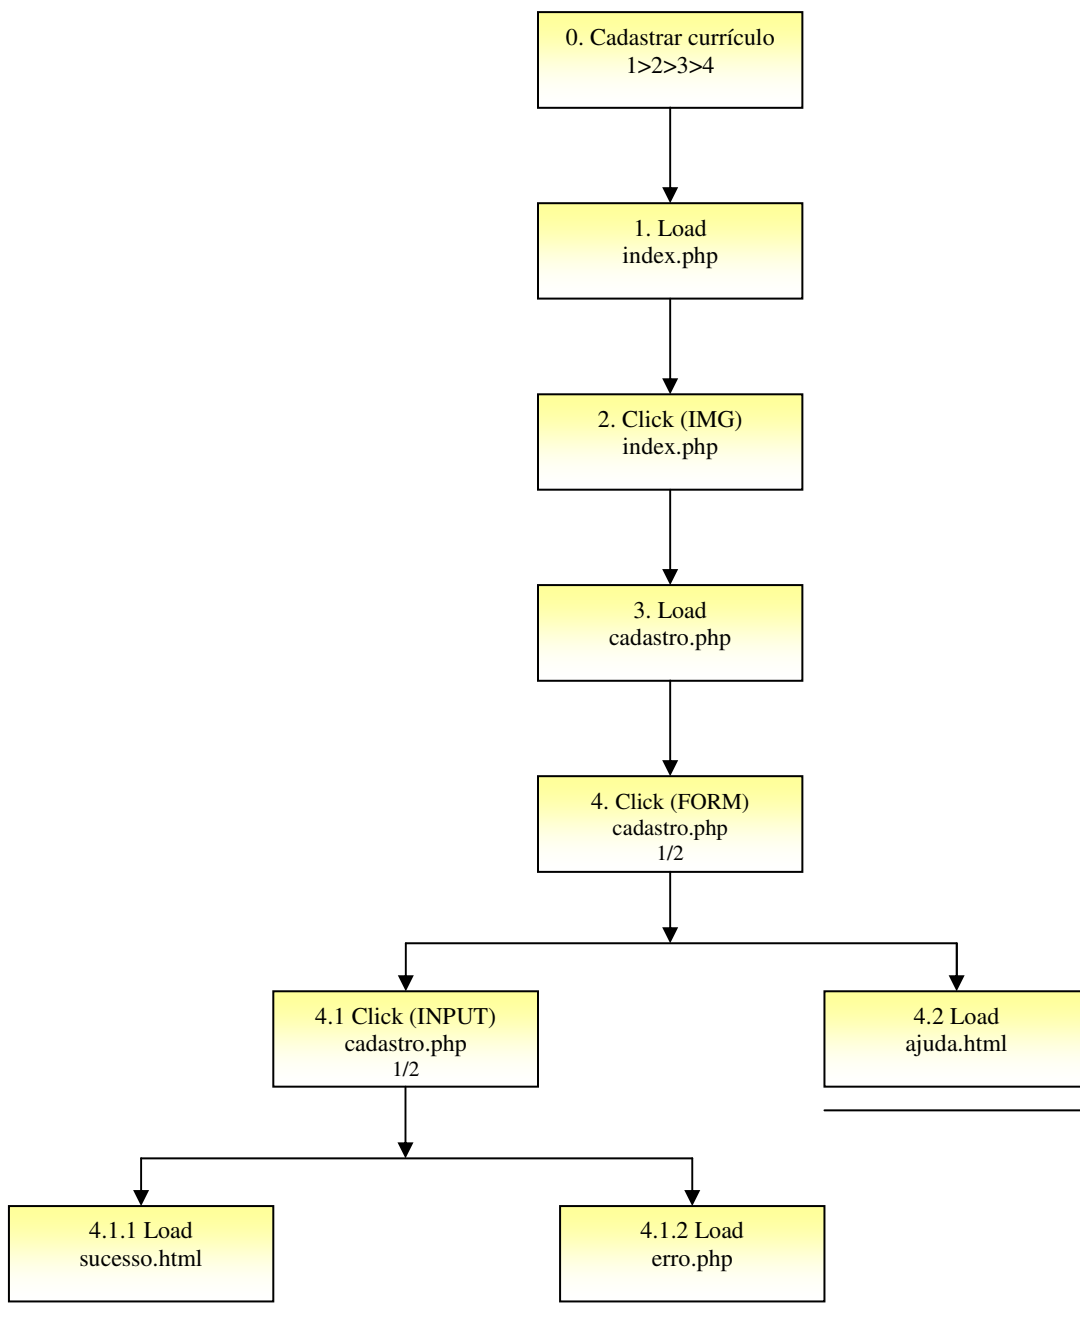 0. Cadastrar currículo
1>2>3>4
1. Load
index.php
2. Click (IMG)
index.php
3. Load
cadastro.php
4. Click (FORM)
cadastro.php
1/2
4.1 Click (INPUT)
cadastro.php
1/2
4.2 Load
ajuda.html
4.1.1 Load
sucesso.html
4.1.2 Load
erro.php